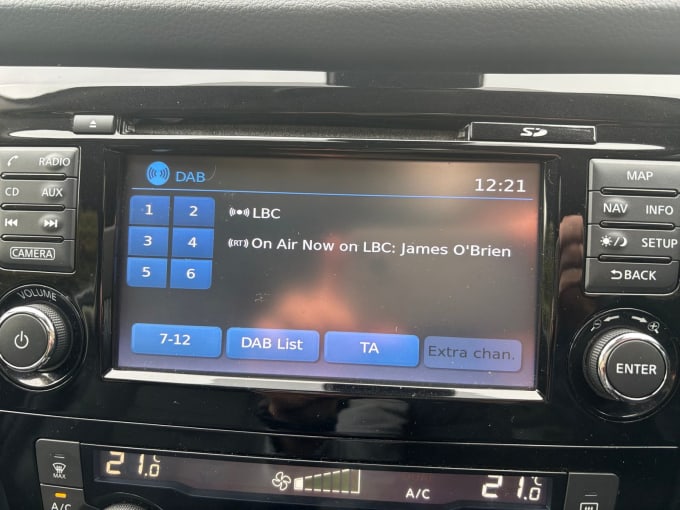 SD
RADIO
CD AUX
CAMERA
VOLUME
DAB
12:21
1 2
3 4
5 6
LBC
(RT) On Air Now on LBC: James O'Brien
7-12 DAB List TA Extra chan.
MAP
NAV INFO
SETUP
BACK
ENTER
MAX
A/C
21.0°C
A/C
21.0°C